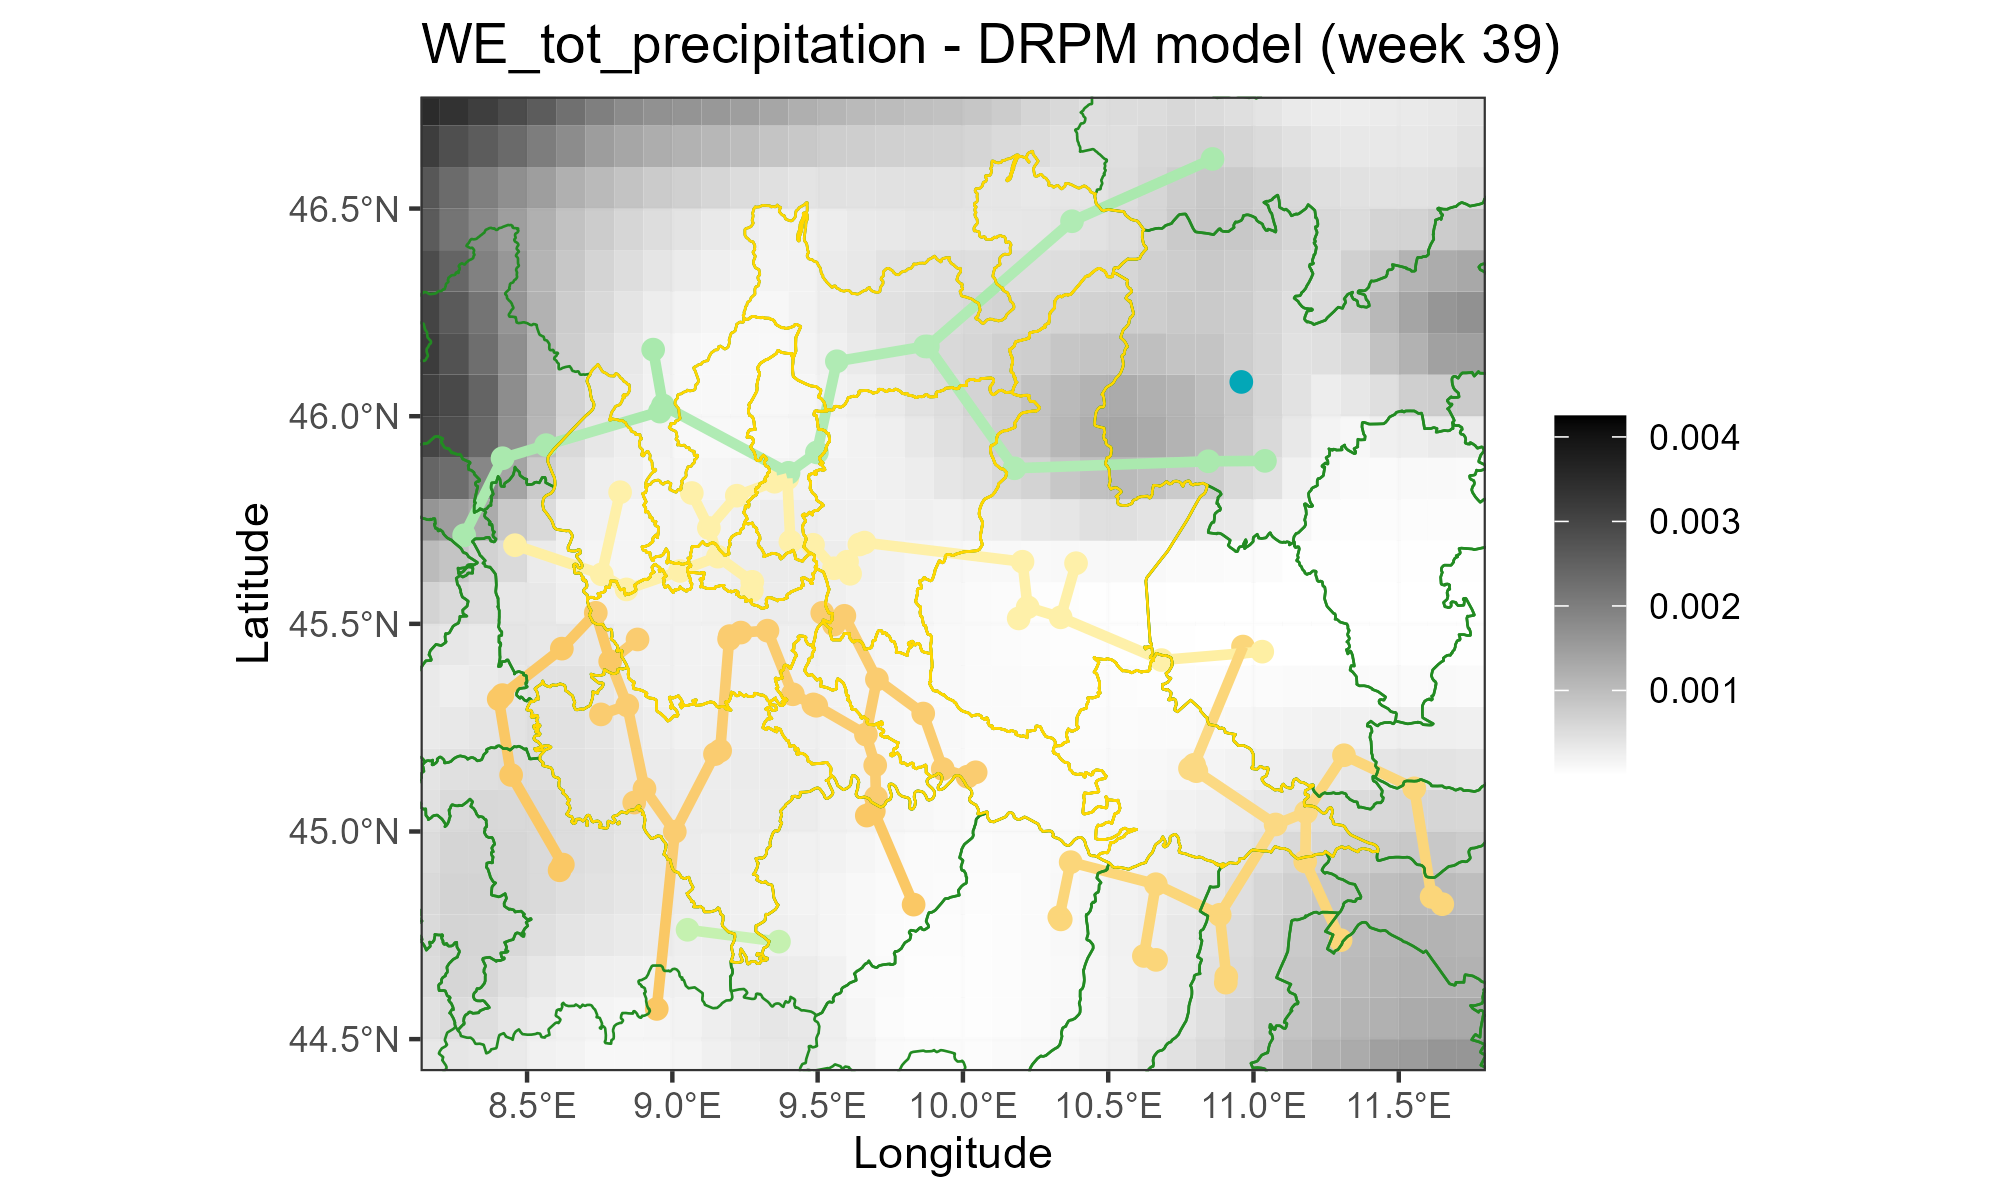 WE_tot_precipitation - DRPM model (week 39)
46.5°N
46.0°N
45.5°N
45.0°N
44.5°N
Latitude
8.5°E 9.0°E 9.5°E 10.0°E 10.5°E 11.0°E 11.5°E
Longitude
0.004
0.003
0.002
0.001